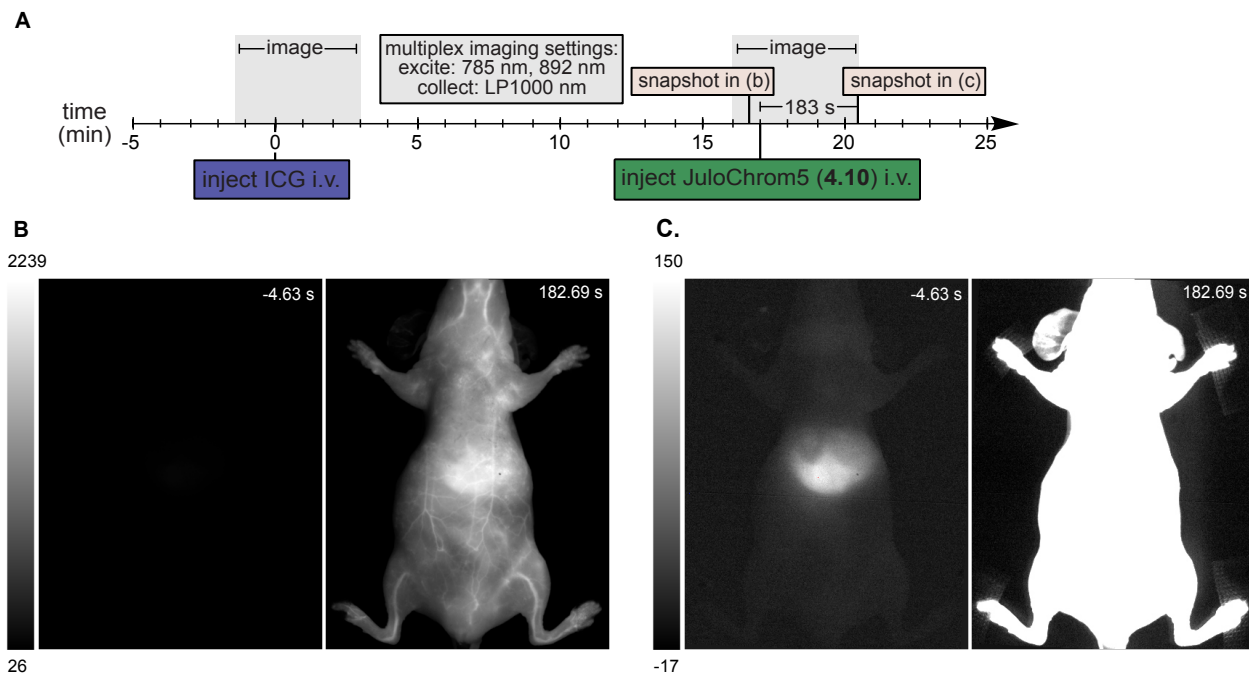 A
image
multiplex imaging settings:
excite: 785 nm, 892 nm
collect: LP1000 nm
image
snapshot in (b)
snapshot in (c)
183 s
time
(min)
-5
0
5
10
15
20
25
inject ICG i.v.
inject JuloChrom5 (4.10) i.v.
B
C.
2239
-4.63 s
182.69 s
26
150
-4.63 s
182.69 s
-17